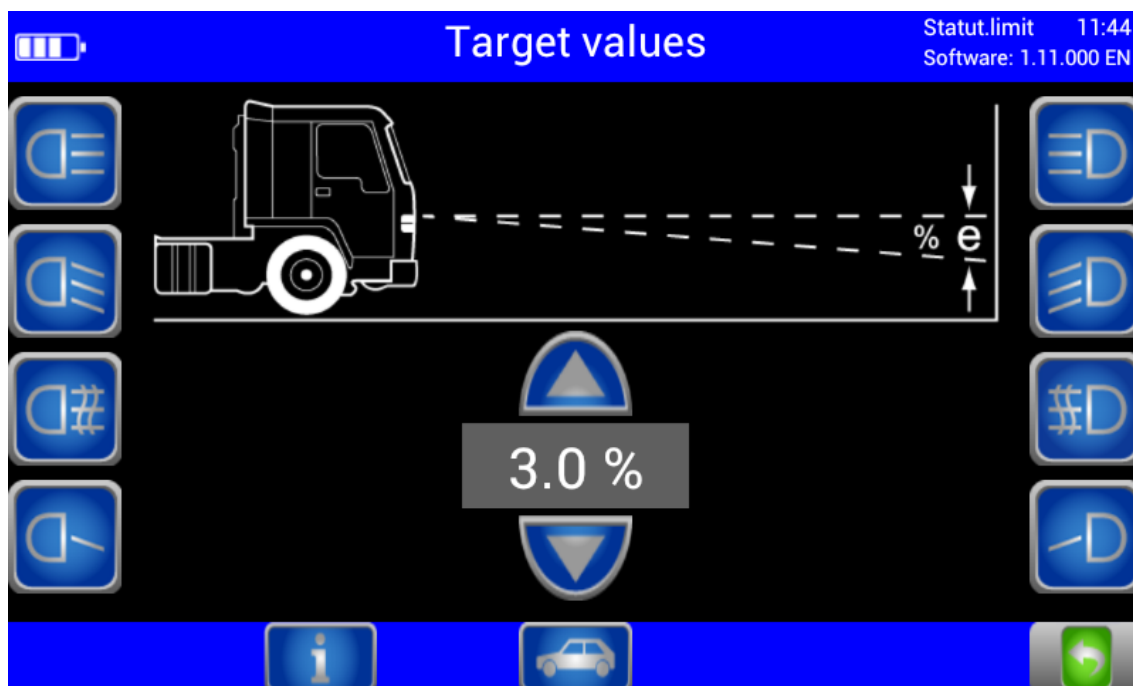 Target values
Statut.limit 11:44
Software: 1.11.000 EN
% e
3.0 %
i